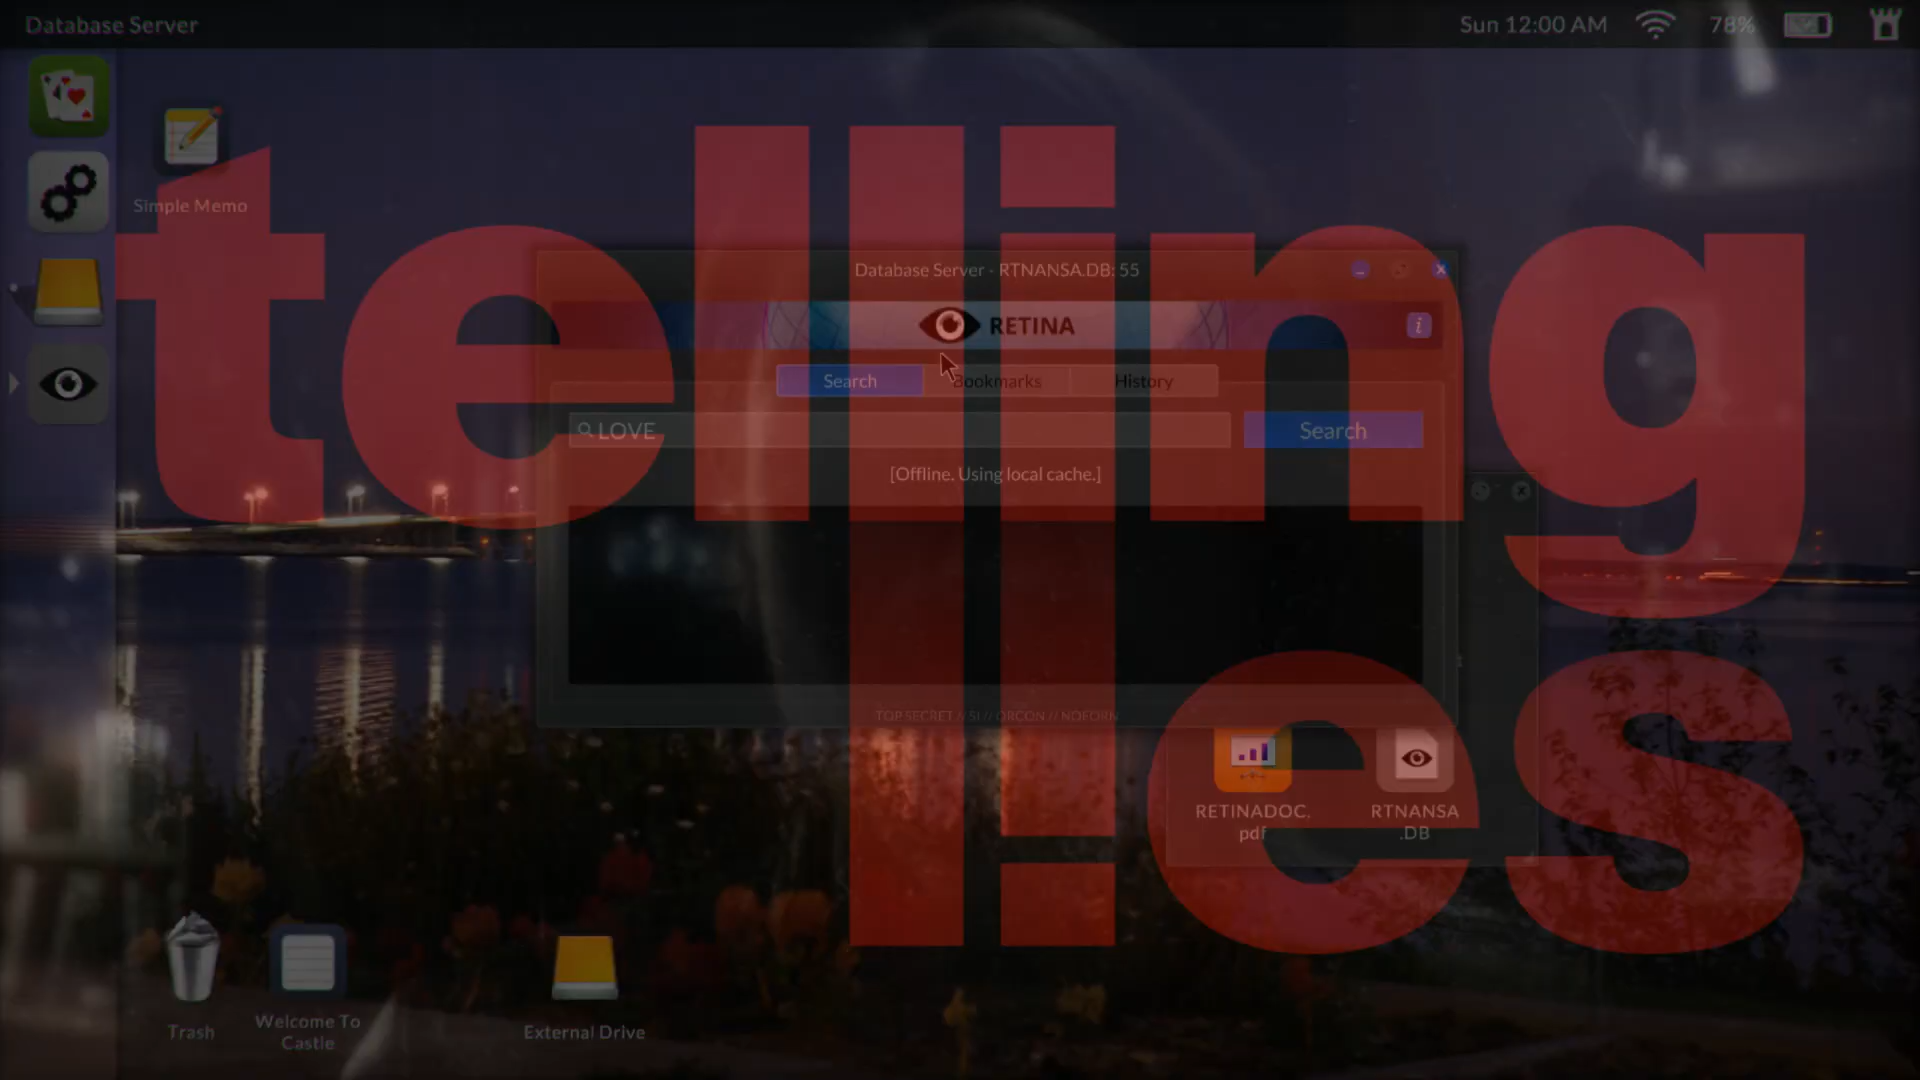 Database Server
Sun 12:00 AM
78%
Simple Memo
telling
lies
Database Server - RTNANSA.DB: 55
RETINA
i
Search
Bookmarks
History
LOVE
Search
[Offline. Using local cache.]
TOP SECRET // SI // ORCON // NOFORN
RETINADOC.
pdf
RTNANSA
.DB
Trash
Welcome To
Castle
External Drive